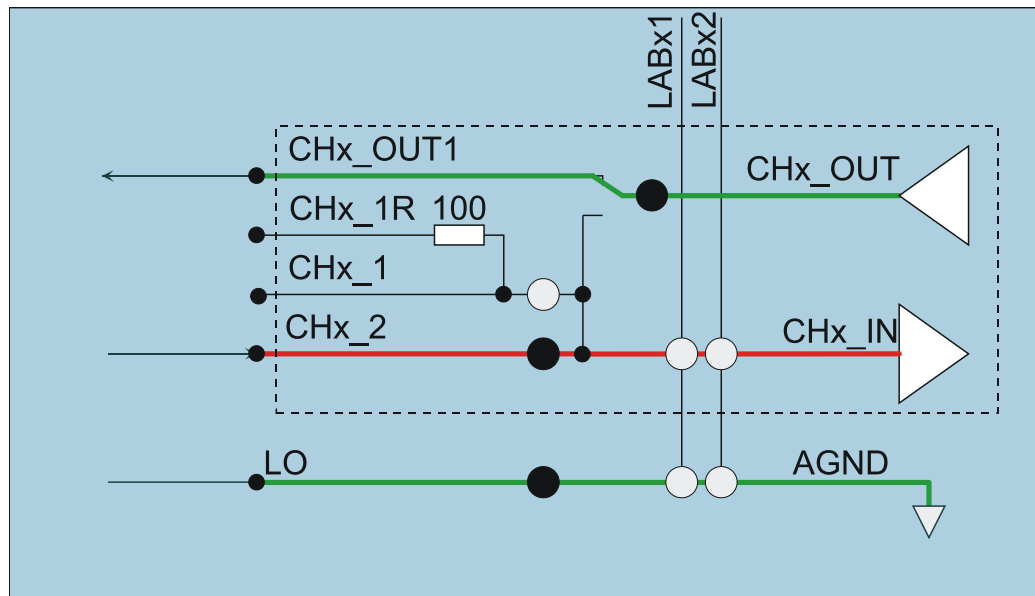 LABx1
LABx2
CHx_OUT1
CHx_OUT
CHx_1R 100
CHx_1
CHx_2
CHx_IN
LO
AGND